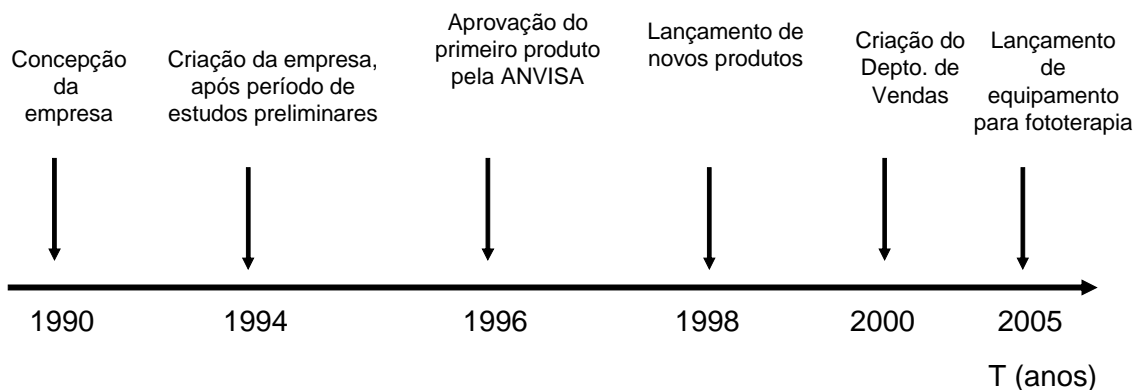 Concepção
da
empresa
Criação da empresa,
após período de
estudos preliminares
Aprovação do
primeiro produto
pela ANVISA
Lançamento de
novos produtos
Criação do
Depto. de
Vendas
Lançamento
de
equipamento
para fototerapia
1990
1994
1996
1998
2000
2005
T (anos)